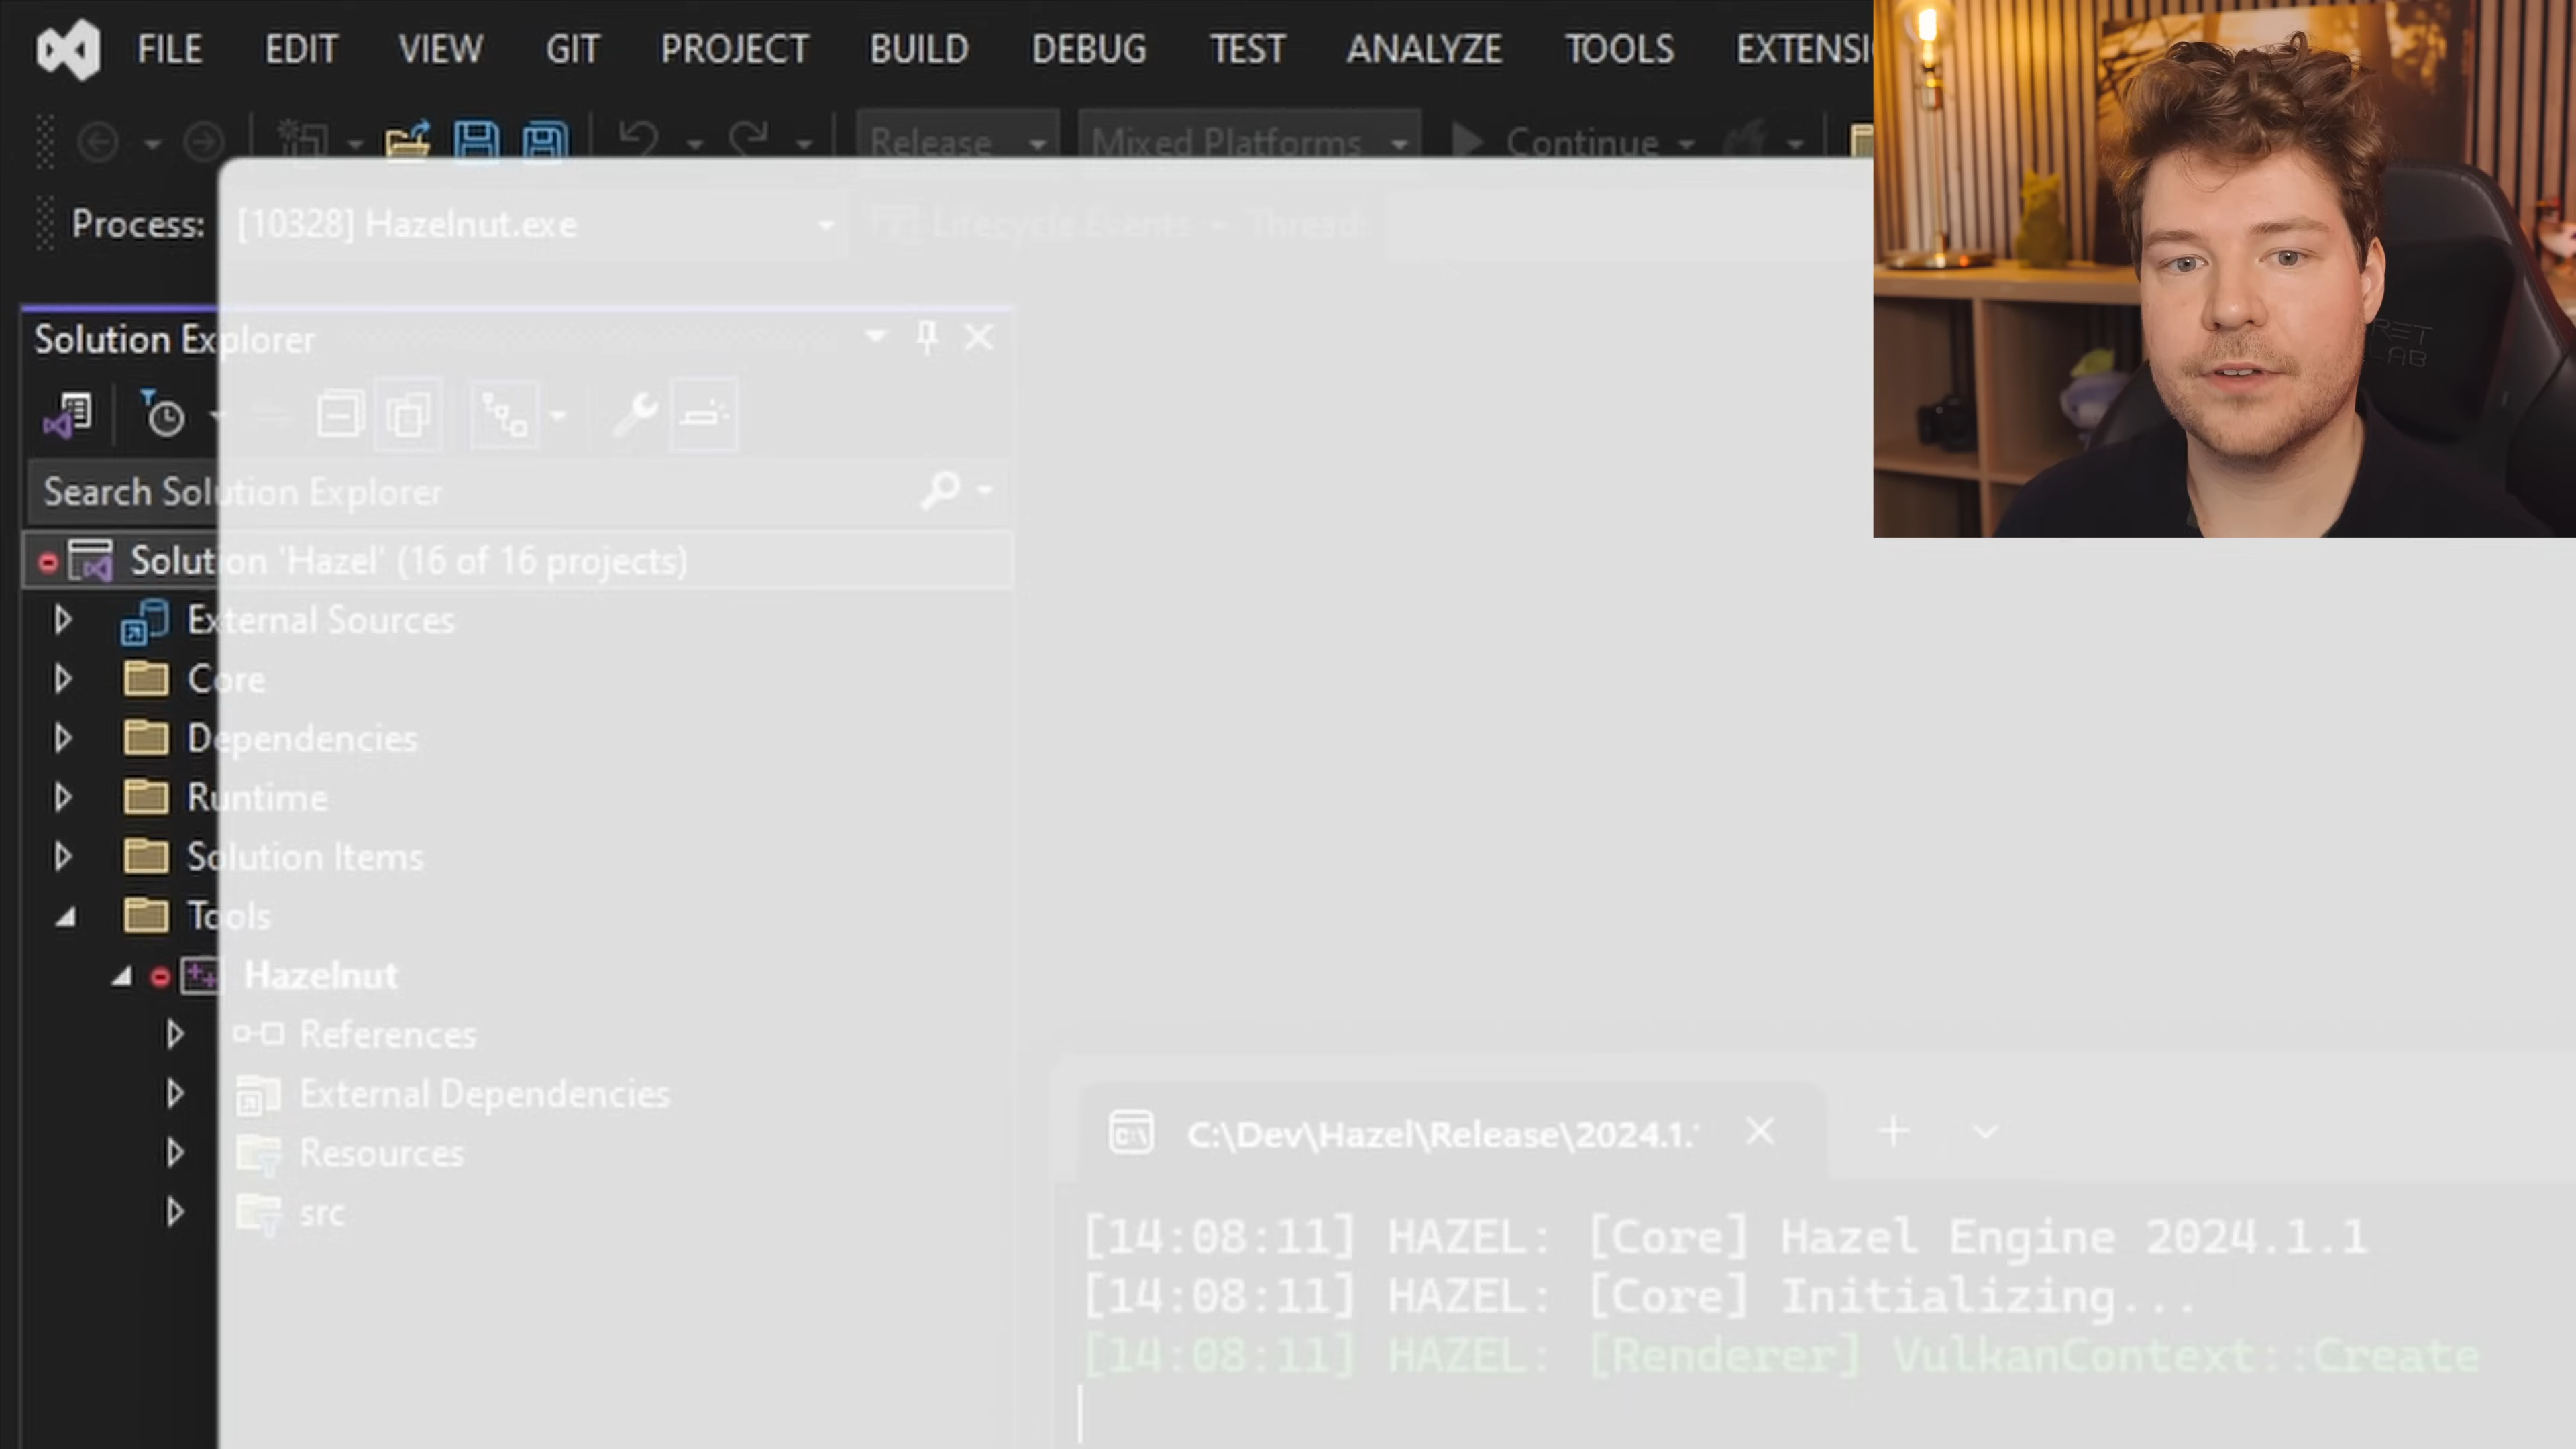 FILE EDIT VIEW GIT PROJECT BUILD DEBUG TEST ANALYZE TOOLS EXTENSI
Release Mixed Platforms Continue
Process: [10328] Hazelnut.exe Lifecycle Events Thread:
Solution Explorer
Search Solution Explorer
Solution 'Hazel' (16 of 16 projects)
External Sources
Core
Dependencies
Runtime
Solution Items
Tools
Hazelnut
References
External Dependencies
Resources
src
C:\Dev\Hazel\Release\2024.1.
[14:08:11] HAZEL: [Core] Hazel Engine 2024.1.1
[14:08:11] HAZEL: [Core] Initializing...
[14:08:11] HAZEL: [Renderer] VulkanContext::Create